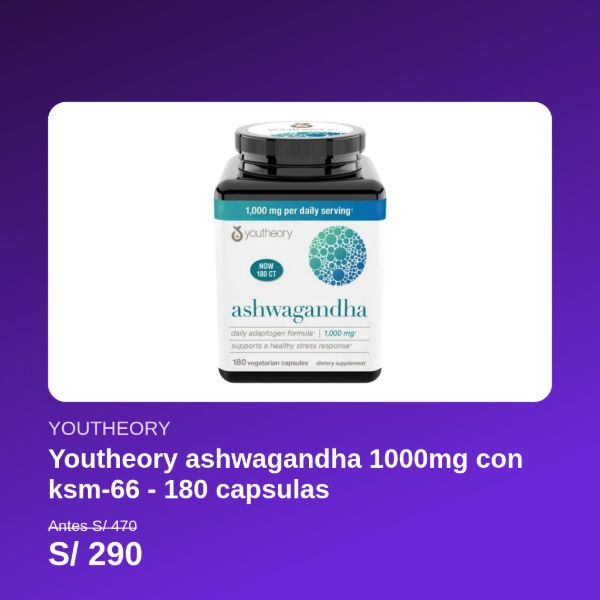 1,000 mg per daily serving
youtheory
NOW
180 CT
ashwagandha
daily adaptogen formula | 1,000 mg
supports a healthy stress response
180 vegetarian capsules dietary supplement
YOUTHEORY
Youtheory ashwagandha 1000mg con
ksm-66 - 180 capsulas
Antes S/ 470
S/ 290